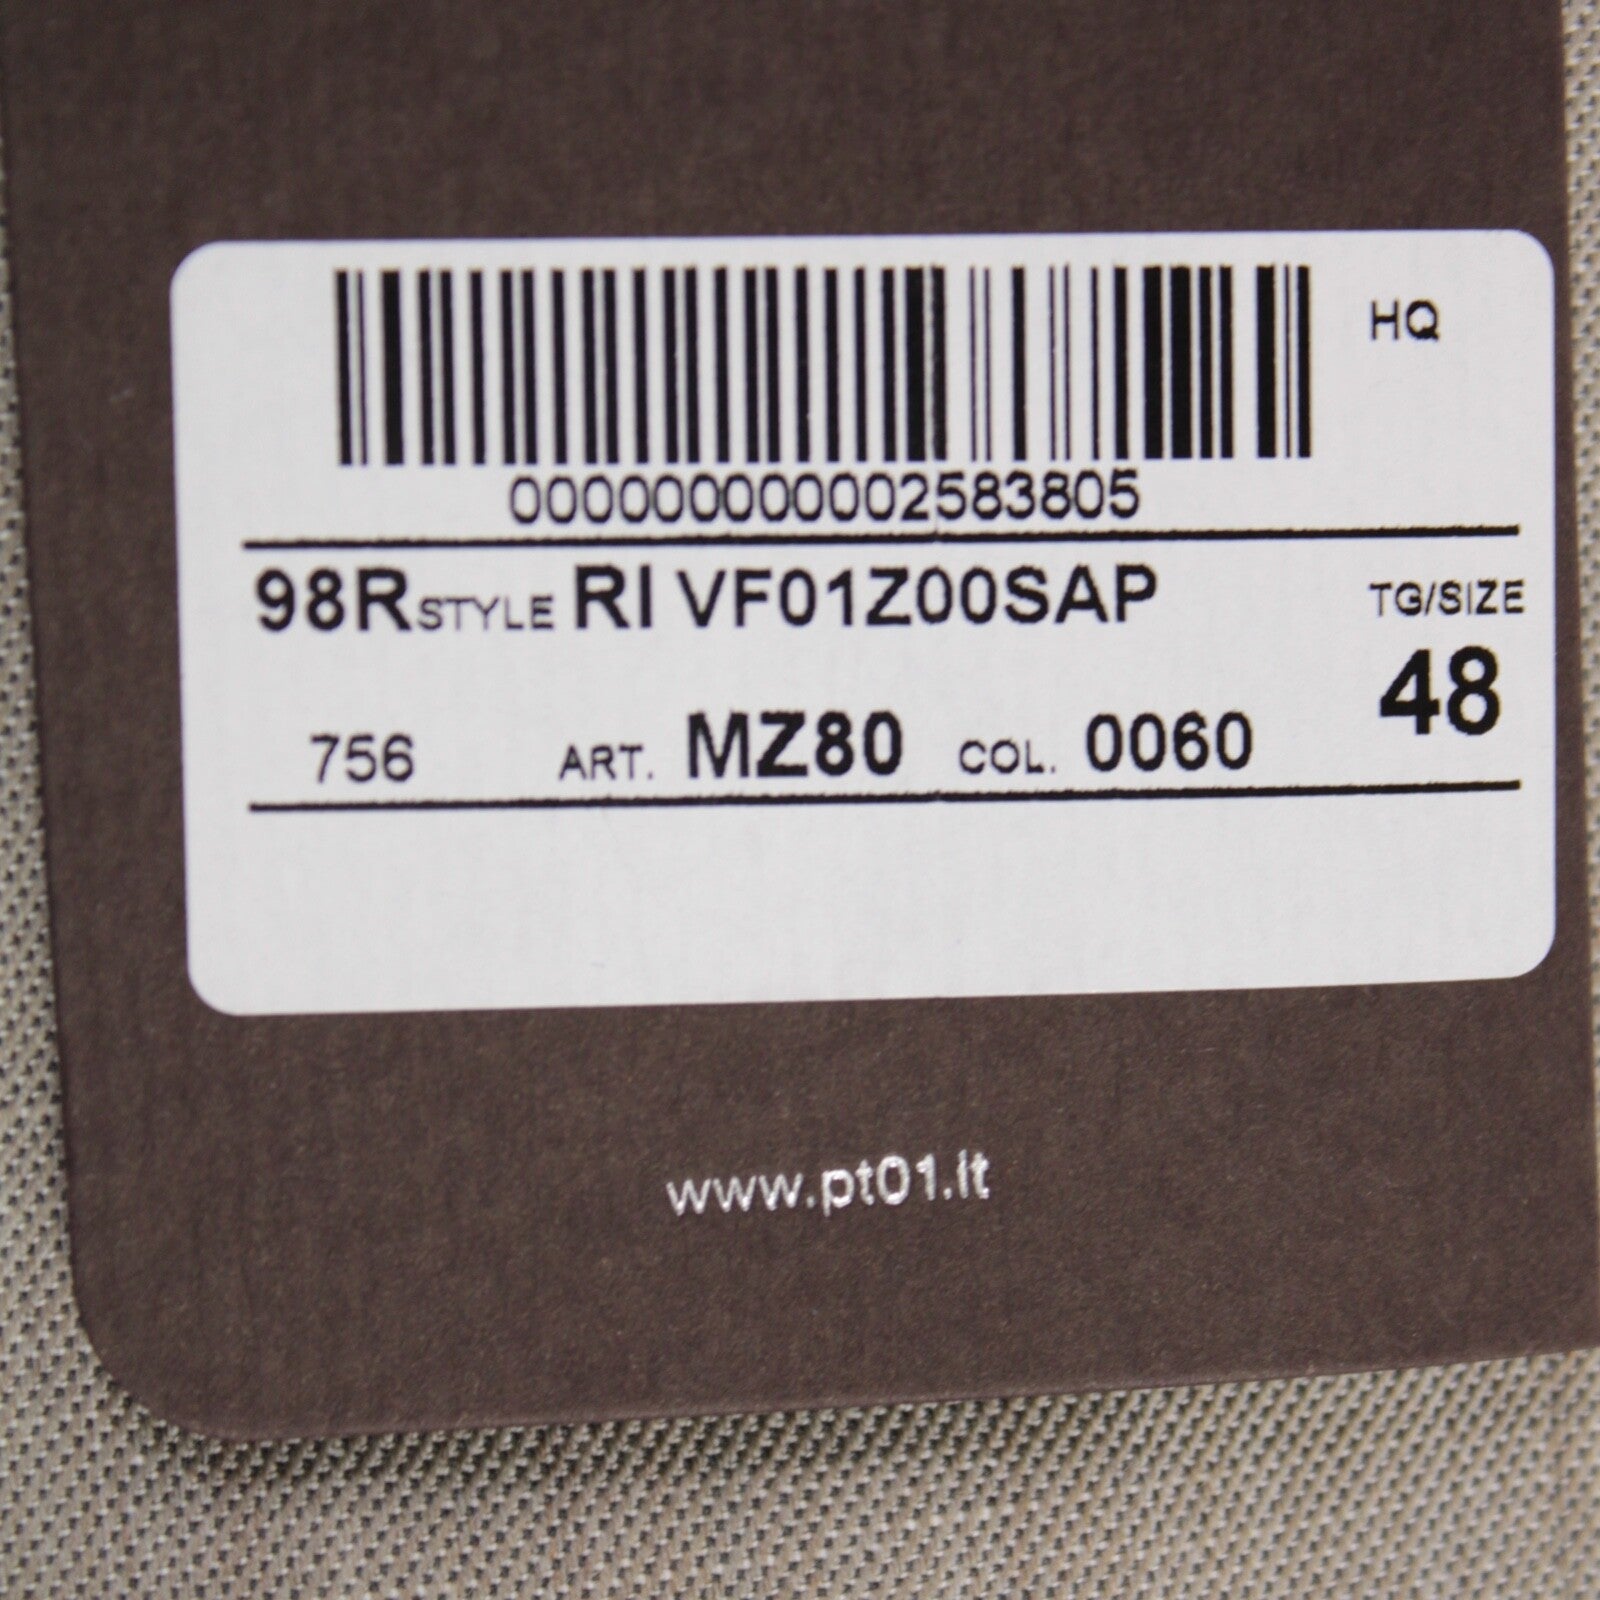 HQ
000000000002583805
98R STYLE RI VF01Z00SAP TG/SIZE
48
756 ART. MZ80 COL. 0060
www.pt01.it